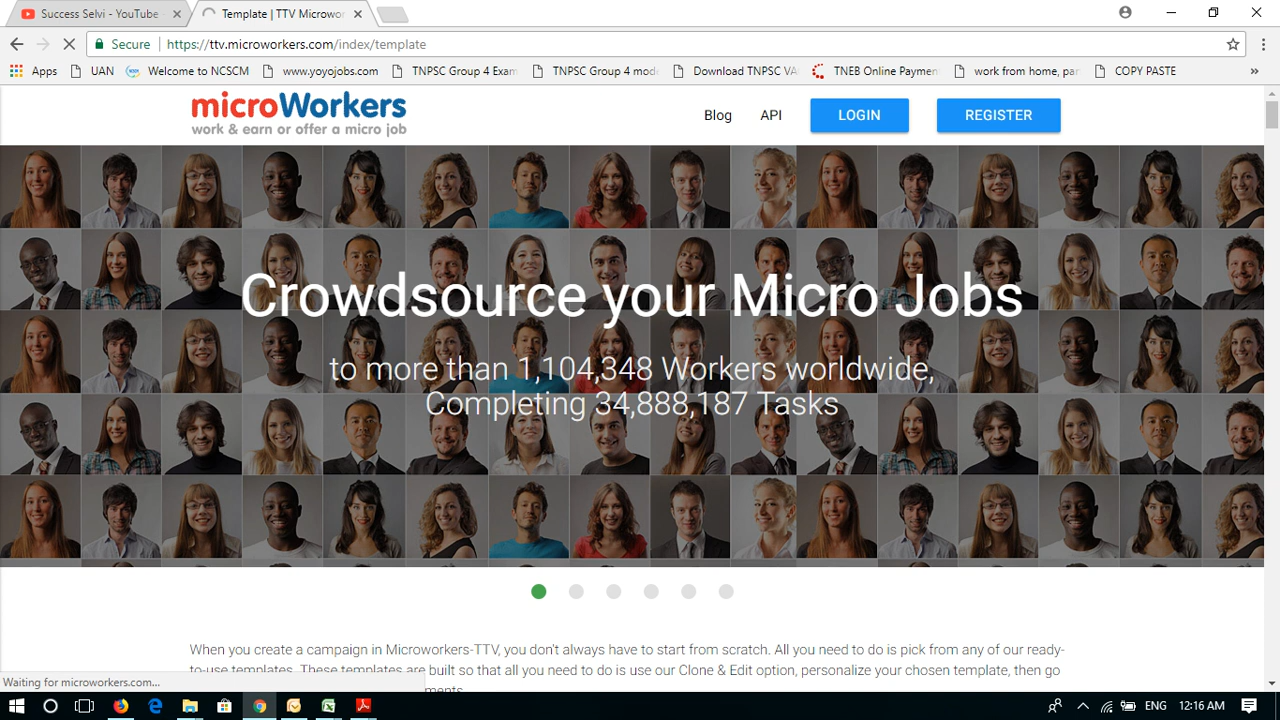 Success Selvi - YouTube
Template | TTV Microwor
Secure
https://ttv.microworkers.com/index/template
Apps
UAN
Welcome to NCSCM
www.yoyojobs.com
TNPSC Group 4 Exam
TNPSC Group 4 mode
Download TNPSC VA
TNEB Online Paymen
work from home, par
COPY PASTE
microWorkers
work & earn or offer a micro job
Blog
API
LOGIN
REGISTER
Crowdsource your Micro Jobs
to more than 1,104,348 Workers worldwide,
Completing 34,888,187 Tasks
When you create a campaign in Microworkers-TTV, you don't always have to start from scratch. All you need to do is pick from any of our ready-
to-use templates. These templates are built so that all you need to do is use our Clone & Edit option, personalize your chosen template, then go
Waiting for microworkers.com...
ENG
12:16 AM